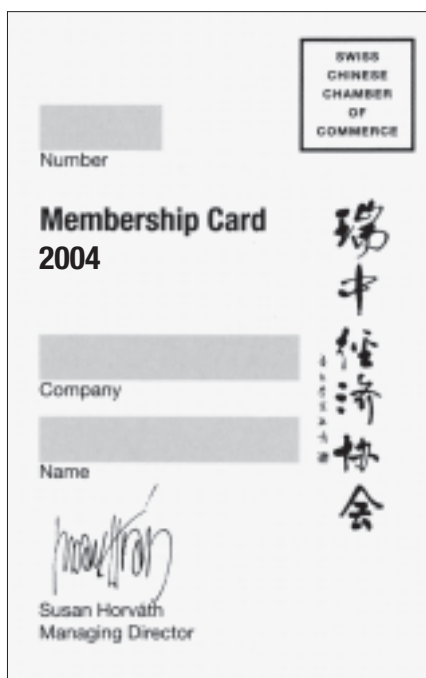 SWISS
CHINESE
CHAMBER
OF
COMMERCE
Number
Membership Card
2004
瑞中经济协会
Company
Name
Susan Horváth
Managing Director